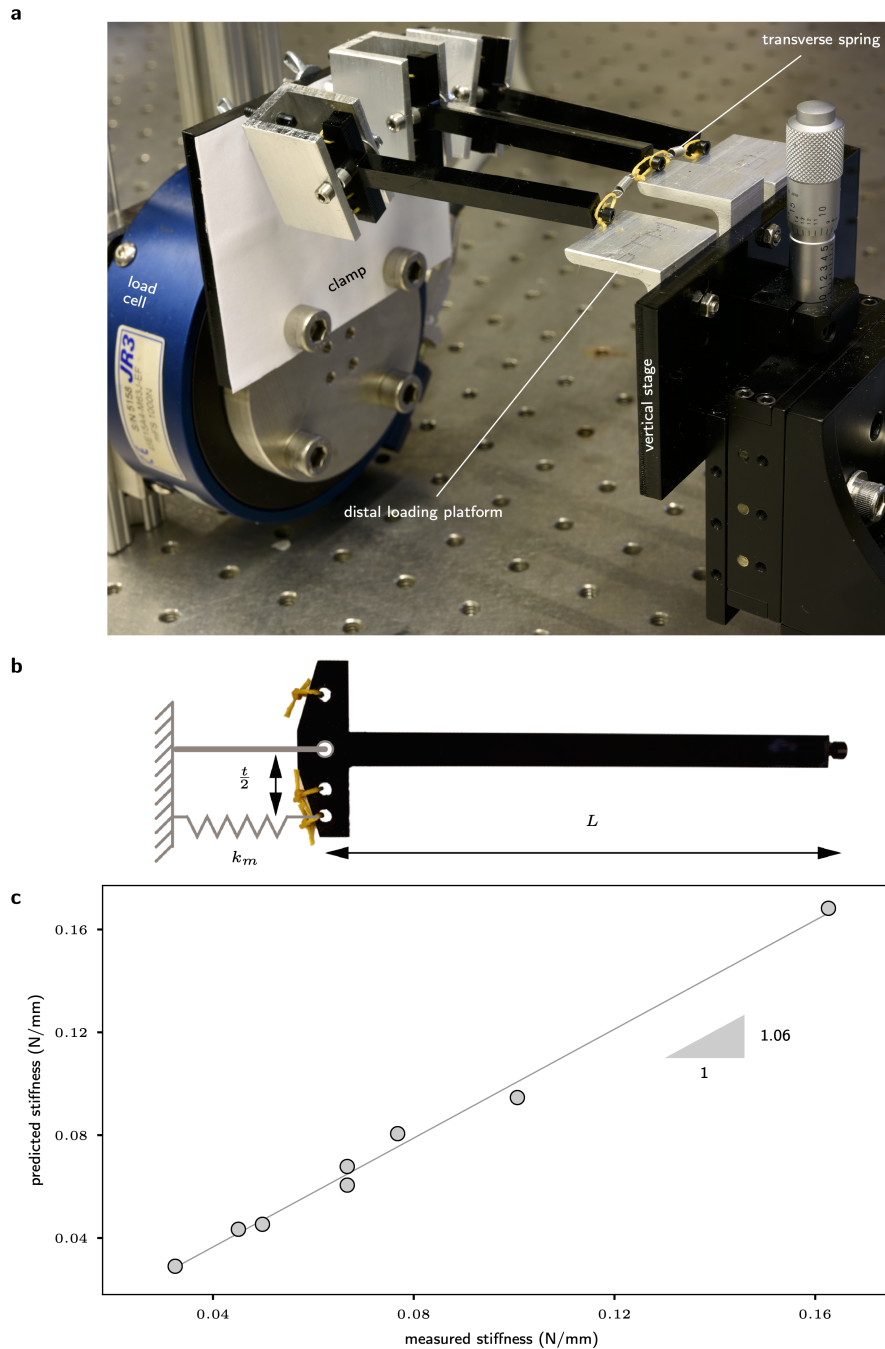 a
transverse spring
load
cell
clamp
JR3
S/N 5158
vertical stage
distal loading platform
b
t
2
k_m
L
c
predicted stiffness (N/mm)
0.16
0.12
0.08
0.04
1.06
1
0.04
0.08
0.12
0.16
measured stiffness (N/mm)